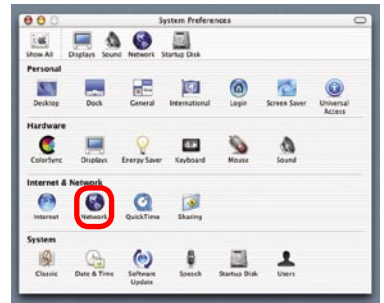 System Preferences
Show All Displays Sound Network Startup Disk
Personal
Desktop Dock General International Login Screen Saver Universal Access
Hardware
ColorSync Displays Energy Saver Keyboard Mouse Sound
Internet & Network
Internet Network QuickTime Sharing
System
Classic Date & Time Software Update Speech Startup Disk Users